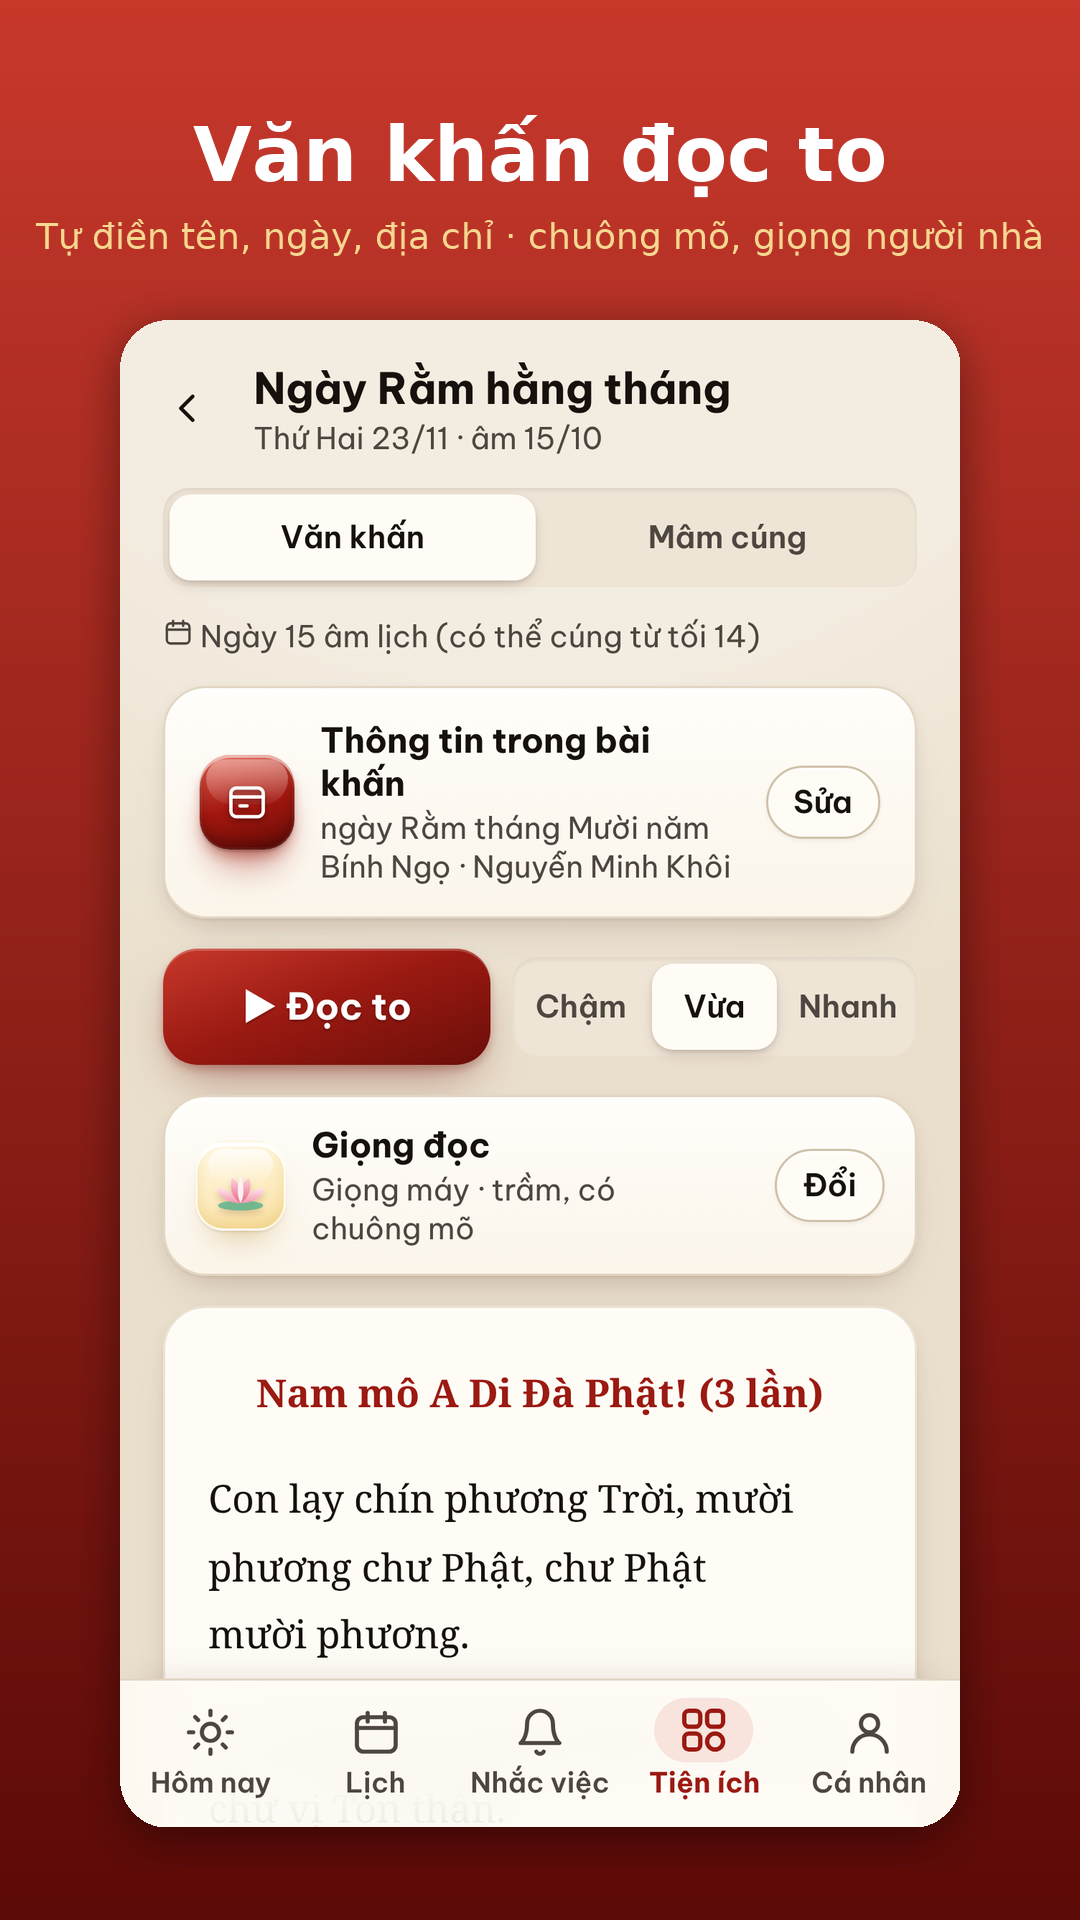 Văn khấn đọc to
Tự điền tên, ngày, địa chỉ · chuông mõ, giọng người nhà
Ngày Rằm hằng tháng
Thứ Hai 23/11 · âm 15/10
Văn khấn
Mâm cúng
Ngày 15 âm lịch (có thể cúng từ tối 14)
Thông tin trong bài
khấn
ngày Rằm tháng Mười năm
Bính Ngọ · Nguyễn Minh Khôi
Sửa
Đọc to
Chậm
Vừa
Nhanh
Giọng đọc
Giọng máy · trầm, có
chuông mõ
Đổi
Nam mô A Di Đà Phật! (3 lần)
Con lạy chín phương Trời, mười
phương chư Phật, chư Phật
mười phương.
Hôm nay
Lịch
Nhắc việc
Tiện ích
Cá nhân
chư vị Tôn thần.